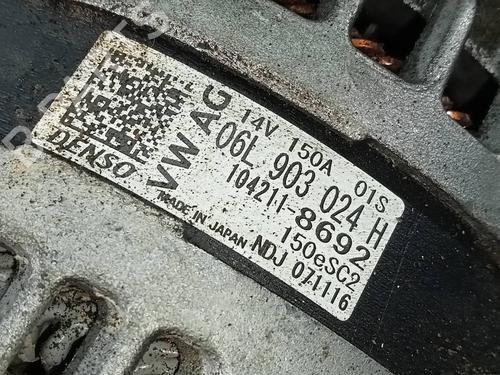 DENSO
VW AG
14V 150A 01S
06L 903 024 H
104211-8692
150eSC2
MADE IN JAPAN NDJ 071116